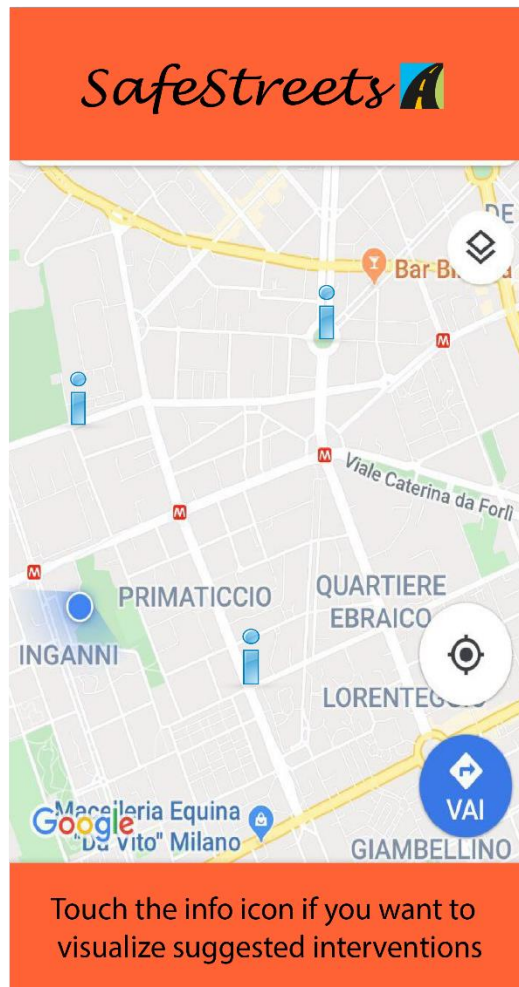 SafeStreets
DE
Bar Bi
M
M
Viale Caterina da Forlì
M
M
PRIMATICCIO
QUARTIERE
EBRAICO
INGANNI
LORENTEGGIO
VAI
Macelleria Equina
"Da Vito" Milano
Google
GIAMBELLINO
Touch the info icon if you want to
visualize suggested interventions